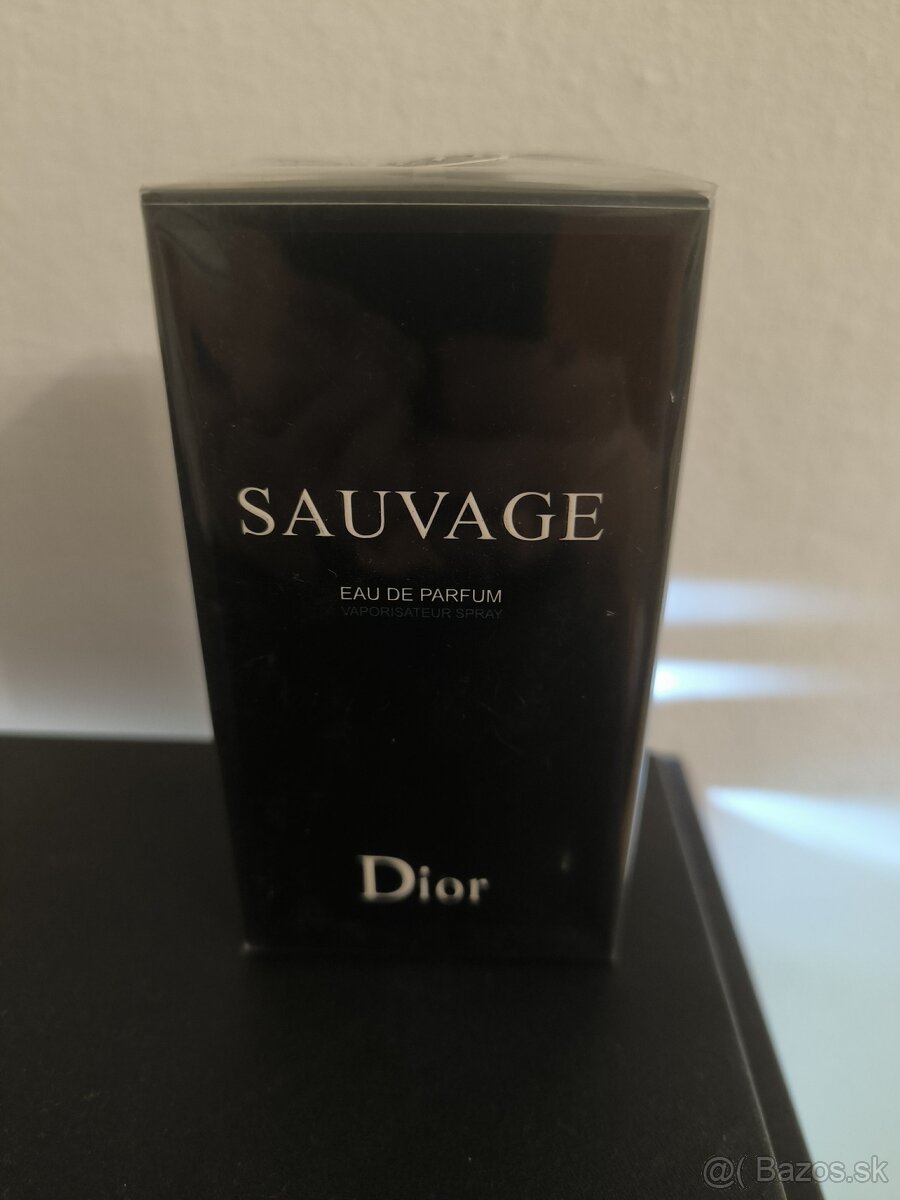 SAUVAGE
EAU DE PARFUM
VAPORISATEUR SPRAY
Dior
@( Bazos.sk